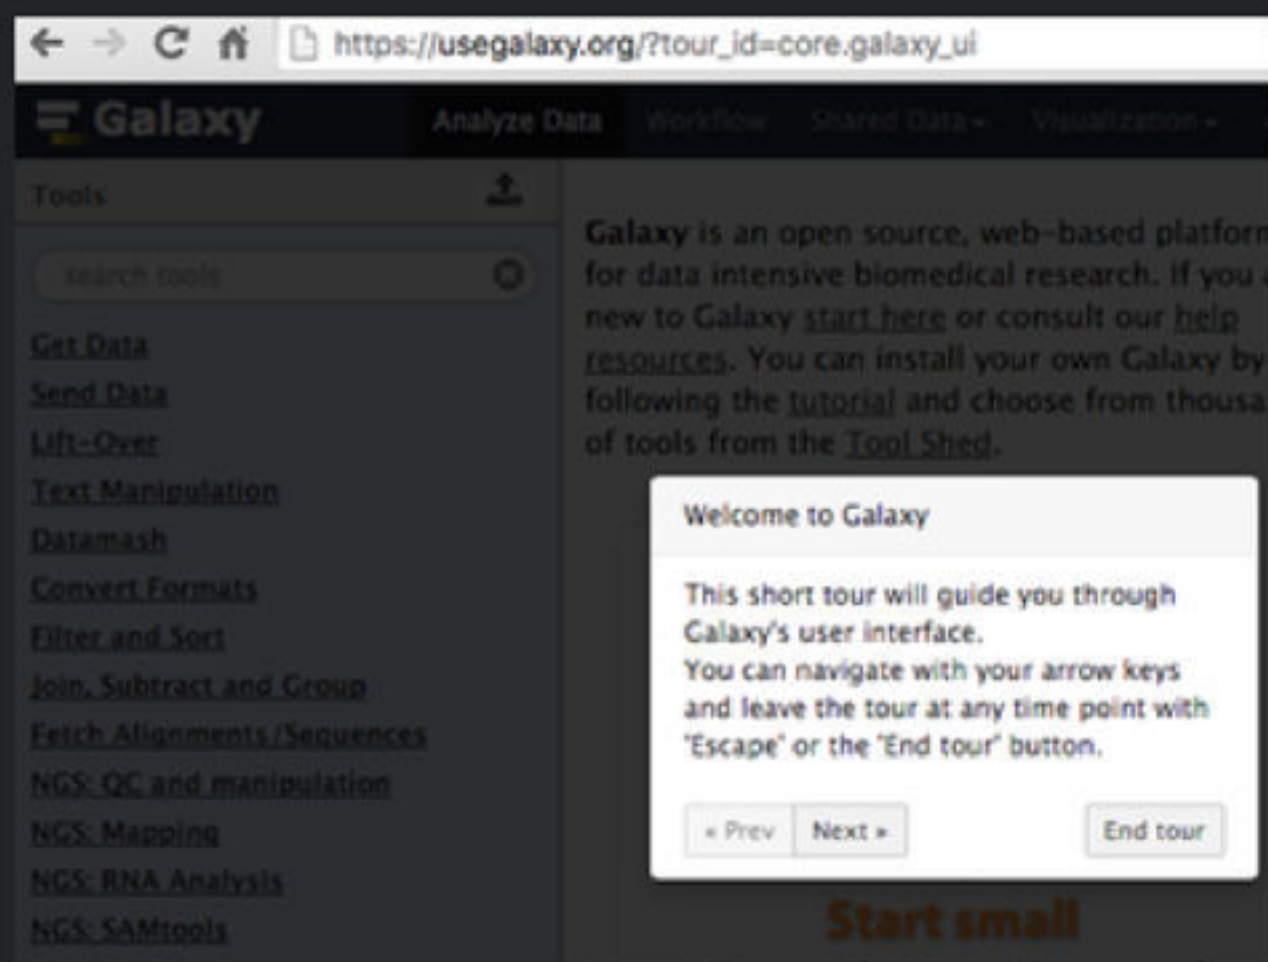 https://usegalaxy.org/?tour_id=core.galaxy_ui
Galaxy
Analyze Data Workflow Shared Data Visualization
Tools
search tools
Get Data
Send Data
Lift-Over
Text Manipulation
Datamash
Convert Formats
Filter and Sort
Join, Subtract and Group
Fetch Alignments/Sequences
NGS: QC and manipulation
NGS: Mapping
NGS: RNA Analysis
NGS: SAMtools
Galaxy is an open source, web-based platform
for data intensive biomedical research. If you a
new to Galaxy start here or consult our help
resources. You can install your own Galaxy by
following the tutorial and choose from thousa
of tools from the Tool Shed.
Welcome to Galaxy
This short tour will guide you through
Galaxy's user interface.
You can navigate with your arrow keys
and leave the tour at any time point with
'Escape' or the 'End tour' button.
« Prev Next » End tour
Start small